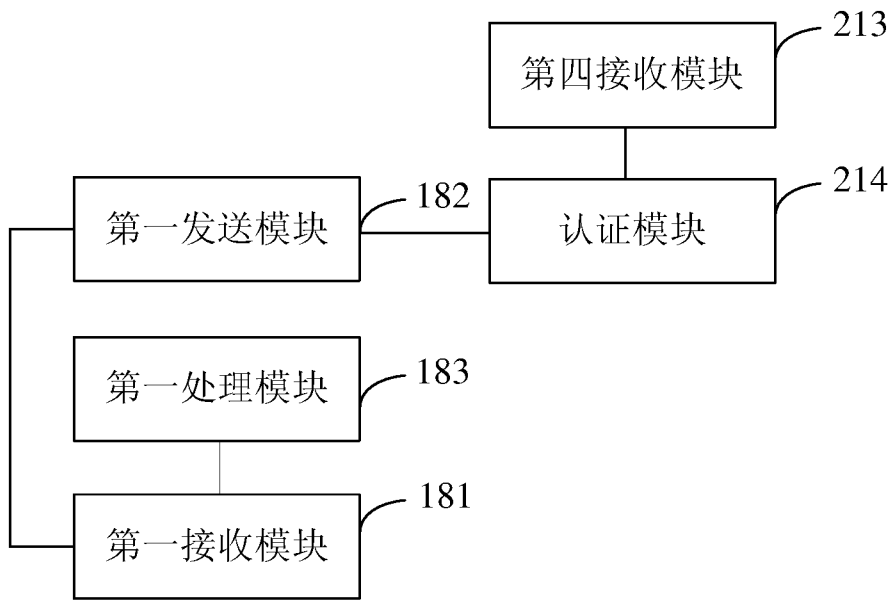 213
第四接收模块
214
182
第一发送模块
认证模块
183
第一处理模块
181
第一接收模块